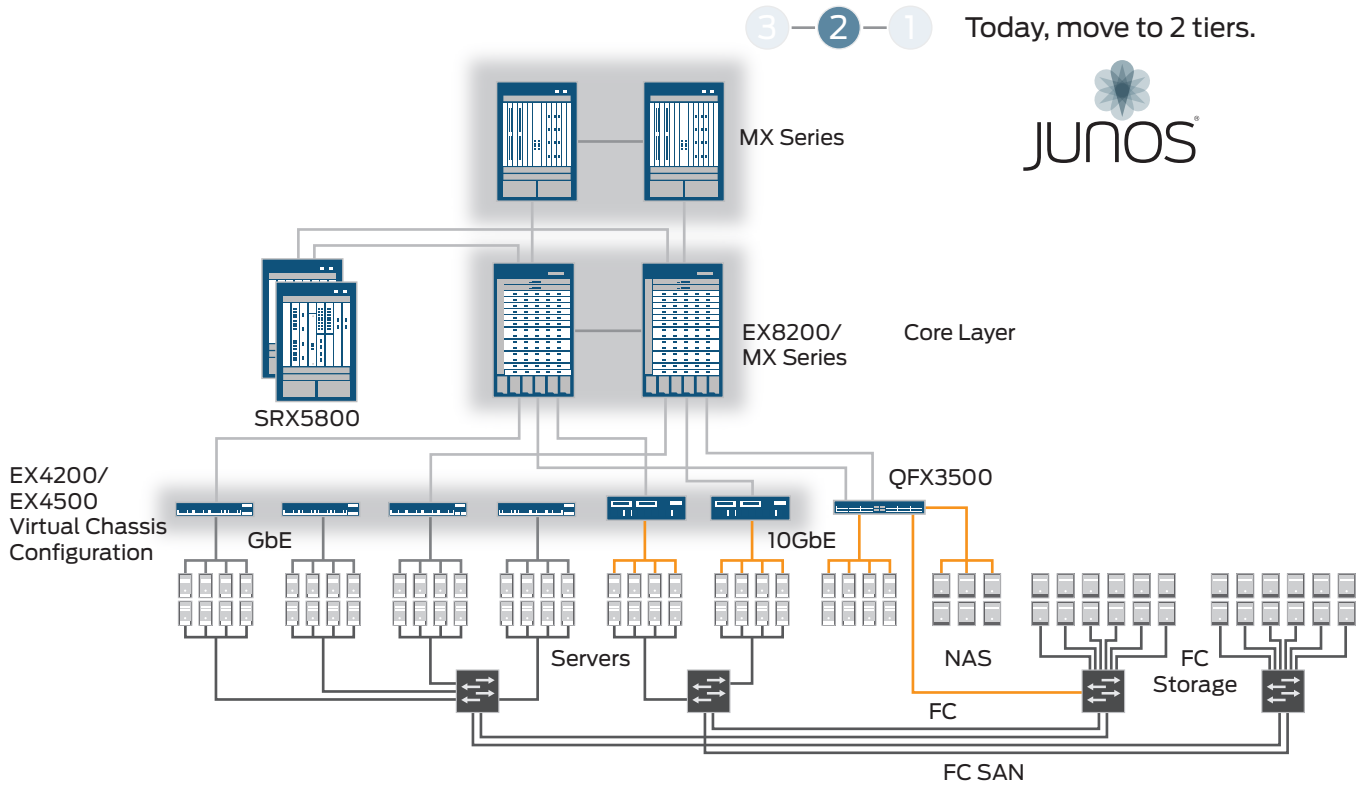 3 2 1 Today, move to 2 tiers.
JUNOS®
MX Series
EX8200/
MX Series
Core Layer
SRX5800
EX4200/
EX4500
Virtual Chassis
Configuration
QFX3500
GbE
10GbE
Servers
NAS
FC
Storage
FC
FC SAN